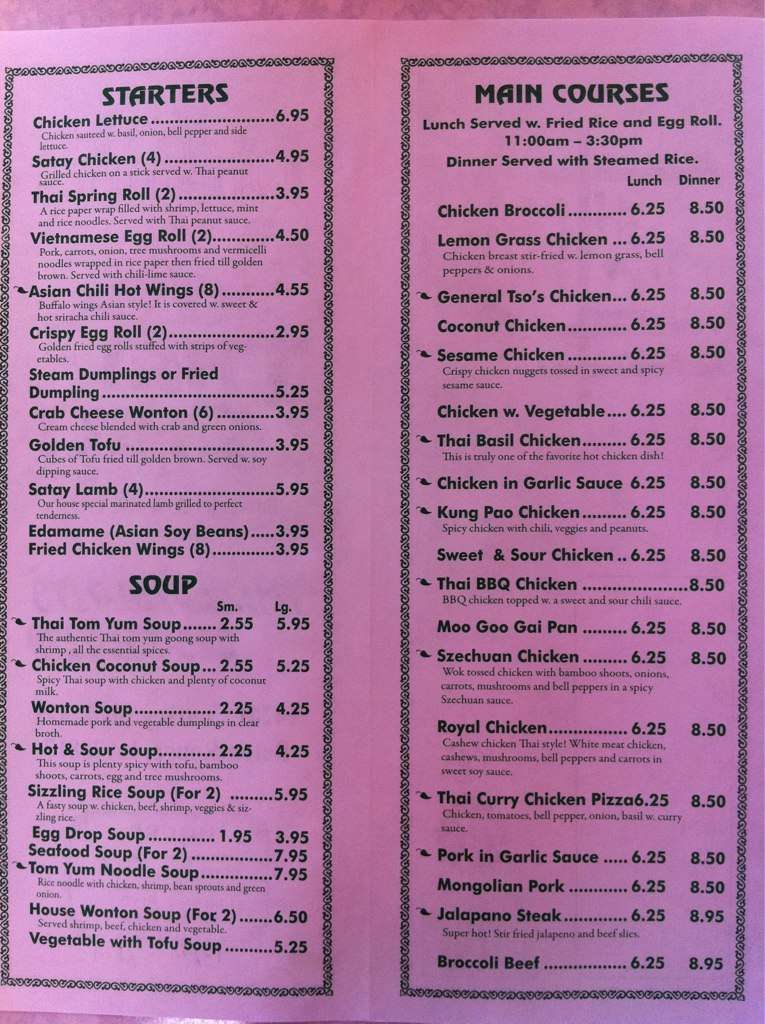 STARTERS
Chicken Lettuce ..........................6.95
Chicken sauteed w. basil, onion, bell pepper and side
lettuce.
Satay Chicken (4) ........................4.95
Grilled chicken on a stick served w. Thai peanut
sauce.
Thai Spring Roll (2) .....................3.95
A rice paper wrap filled with shrimp, lettuce, mint
and rice noodles. Served with Thai peanut sauce.
Vietnamese Egg Roll (2).............4.50
Pork, carrots, onion, tree mushrooms and vermicelli
noodles wrapped in rice paper then fried till golden
brown. Served with chili-lime sauce.
Asian Chili Hot Wings (8) ...........4.55
Buffalo wings Asian style! It is covered w. sweet &
hot sriracha chili sauce.
Crispy Egg Roll (2)......................2.95
Golden fried egg rolls stuffed with strips of veg-
etables.
Steam Dumplings or Fried
Dumpling.....................................5.25
Crab Cheese Wonton (6) ............3.95
Cream cheese blended with crab and green onions.
Golden Tofu ...............................3.95
Cubes of Tofu fried till golden brown. Served w. soy
dipping sauce.
Satay Lamb (4)...........................5.95
Our house special marinated lamb grilled to perfect
tenderness.
Edamame (Asian Soy Beans).....3.95
Fried Chicken Wings (8).............3.95
SOUP
Sm. Lg.
Thai Tom Yum Soup....... 2.55 5.95
The authentic Thai tom yum goong soup with
shrimp , all the essential spices.
Chicken Coconut Soup... 2.55 5.25
Spicy Thai soup with chicken and plenty of coconut
milk.
Wonton Soup ................. 2.25 4.25
Homemade pork and vegetable dumplings in clear
broth.
Hot & Sour Soup............ 2.25 4.25
This soup is plenty spicy with tofu, bamboo
shoots, carrots, egg and tree mushrooms.
Sizzling Rice Soup (For 2) .........5.95
A fasty soup w. chicken, beef, shrimp, veggies & siz-
zling rice.
Egg Drop Soup .............. 1.95 3.95
Seafood Soup (For 2) .................7.95
Tom Yum Noodle Soup...............7.95
Rice noodle with chicken, shrimp, bean sprouts and green
onion.
House Wonton Soup (For 2) .......6.50
Served shrimp, beef, chicken and vegetable.
Vegetable with Tofu Soup ..........5.25
MAIN COURSES
Lunch Served w. Fried Rice and Egg Roll.
11:00am – 3:30pm
Dinner Served with Steamed Rice.
Lunch Dinner
Chicken Broccoli ............ 6.25 8.50
Lemon Grass Chicken ... 6.25 8.50
Chicken breast stir-fried w. lemon grass, bell
peppers & onions.
General Tso's Chicken... 6.25 8.50
Coconut Chicken............ 6.25 8.50
Sesame Chicken ............ 6.25 8.50
Crispy chicken nuggets tossed in sweet and spicy
sesame sauce.
Chicken w. Vegetable.... 6.25 8.50
Thai Basil Chicken......... 6.25 8.50
This is truly one of the favorite hot chicken dish!
Chicken in Garlic Sauce 6.25 8.50
Kung Pao Chicken ......... 6.25 8.50
Spicy chicken with chili, veggies and peanuts.
Sweet & Sour Chicken .. 6.25 8.50
Thai BBQ Chicken ......................8.50
BBQ chicken topped w. a sweet and sour chili sauce.
Moo Goo Gai Pan .......... 6.25 8.50
Szechuan Chicken ......... 6.25 8.50
Wok tossed chicken with bamboo shoots, onions,
carrots, mushrooms and bell peppers in a spicy
Szechuan sauce.
Royal Chicken................ 6.25 8.50
Cashew chicken Thai style! White meat chicken,
cashews, mushrooms, bell peppers and carrots in
sweet soy sauce.
Thai Curry Chicken Pizza6.25 8.50
Chicken, tomatoes, bell pepper, onion, basil w. curry
sauce.
Pork in Garlic Sauce ..... 6.25 8.50
Mongolian Pork ............ 6.25 8.50
Jalapano Steak............. 6.25 8.95
Super hot! Stir fried jalapeno and beef slies.
Broccoli Beef ................. 6.25 8.95